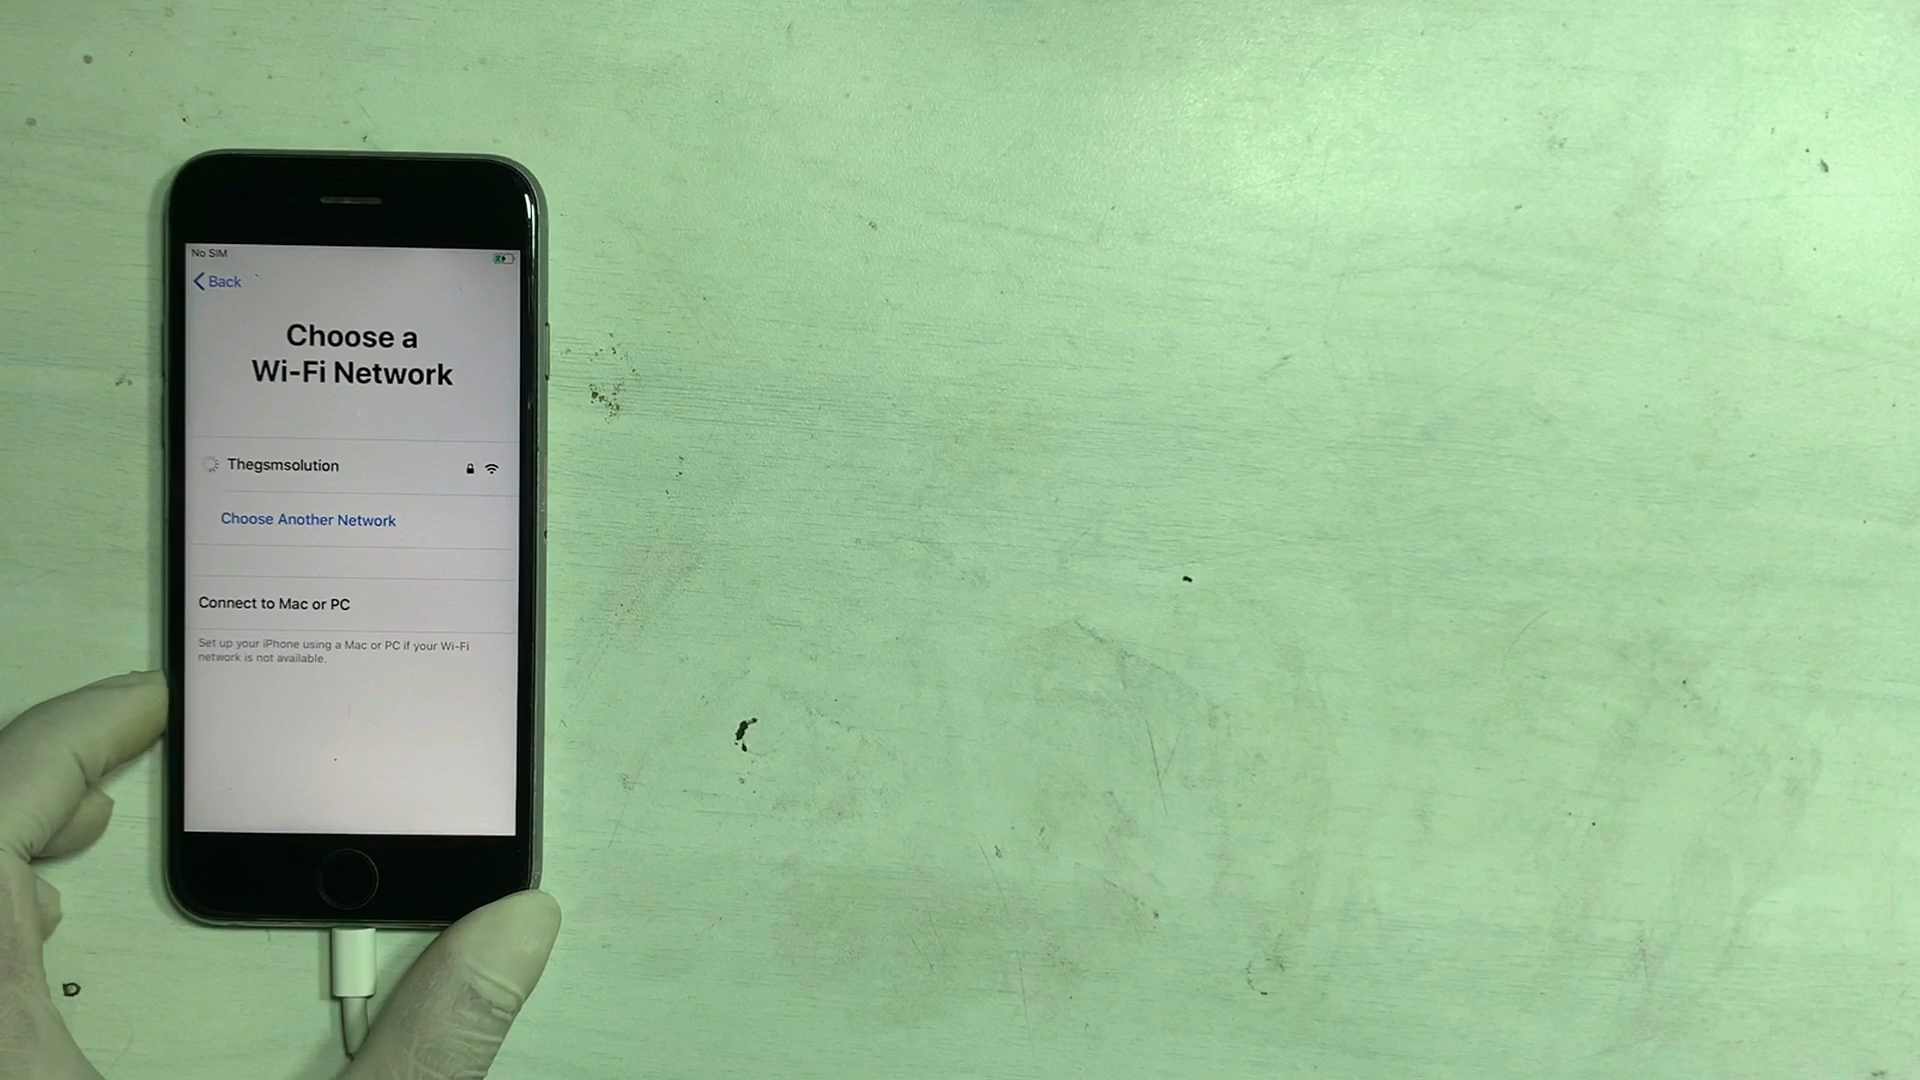 No SIM
Back
Choose a
Wi-Fi Network
Thegsmsolution
Choose Another Network
Connect to Mac or PC
Set up your iPhone using a Mac or PC if your Wi-Fi
network is not available.